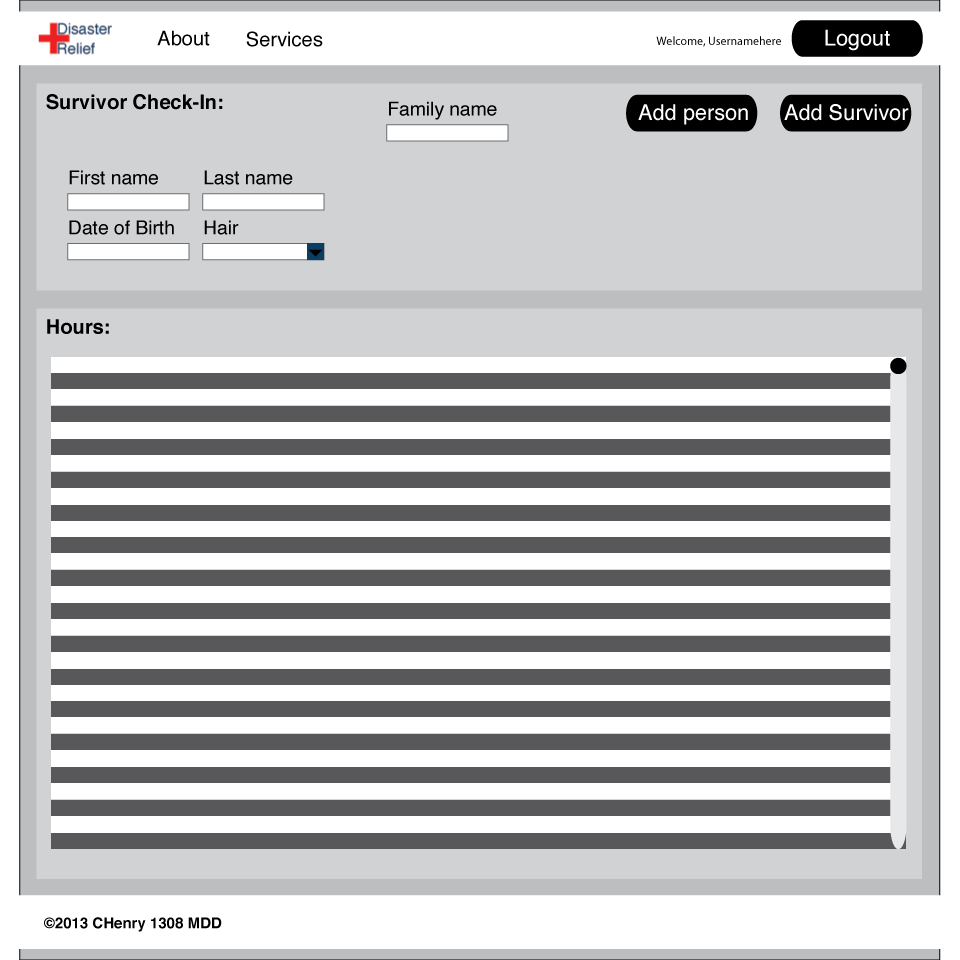 Disaster
Relief
About
Services
Welcome, Usernamehere
Logout
Survivor Check-In:
Family name
Add person
Add Survivor
First name
Last name
Date of Birth
Hair
Hours:
©2013 CHenry 1308 MDD